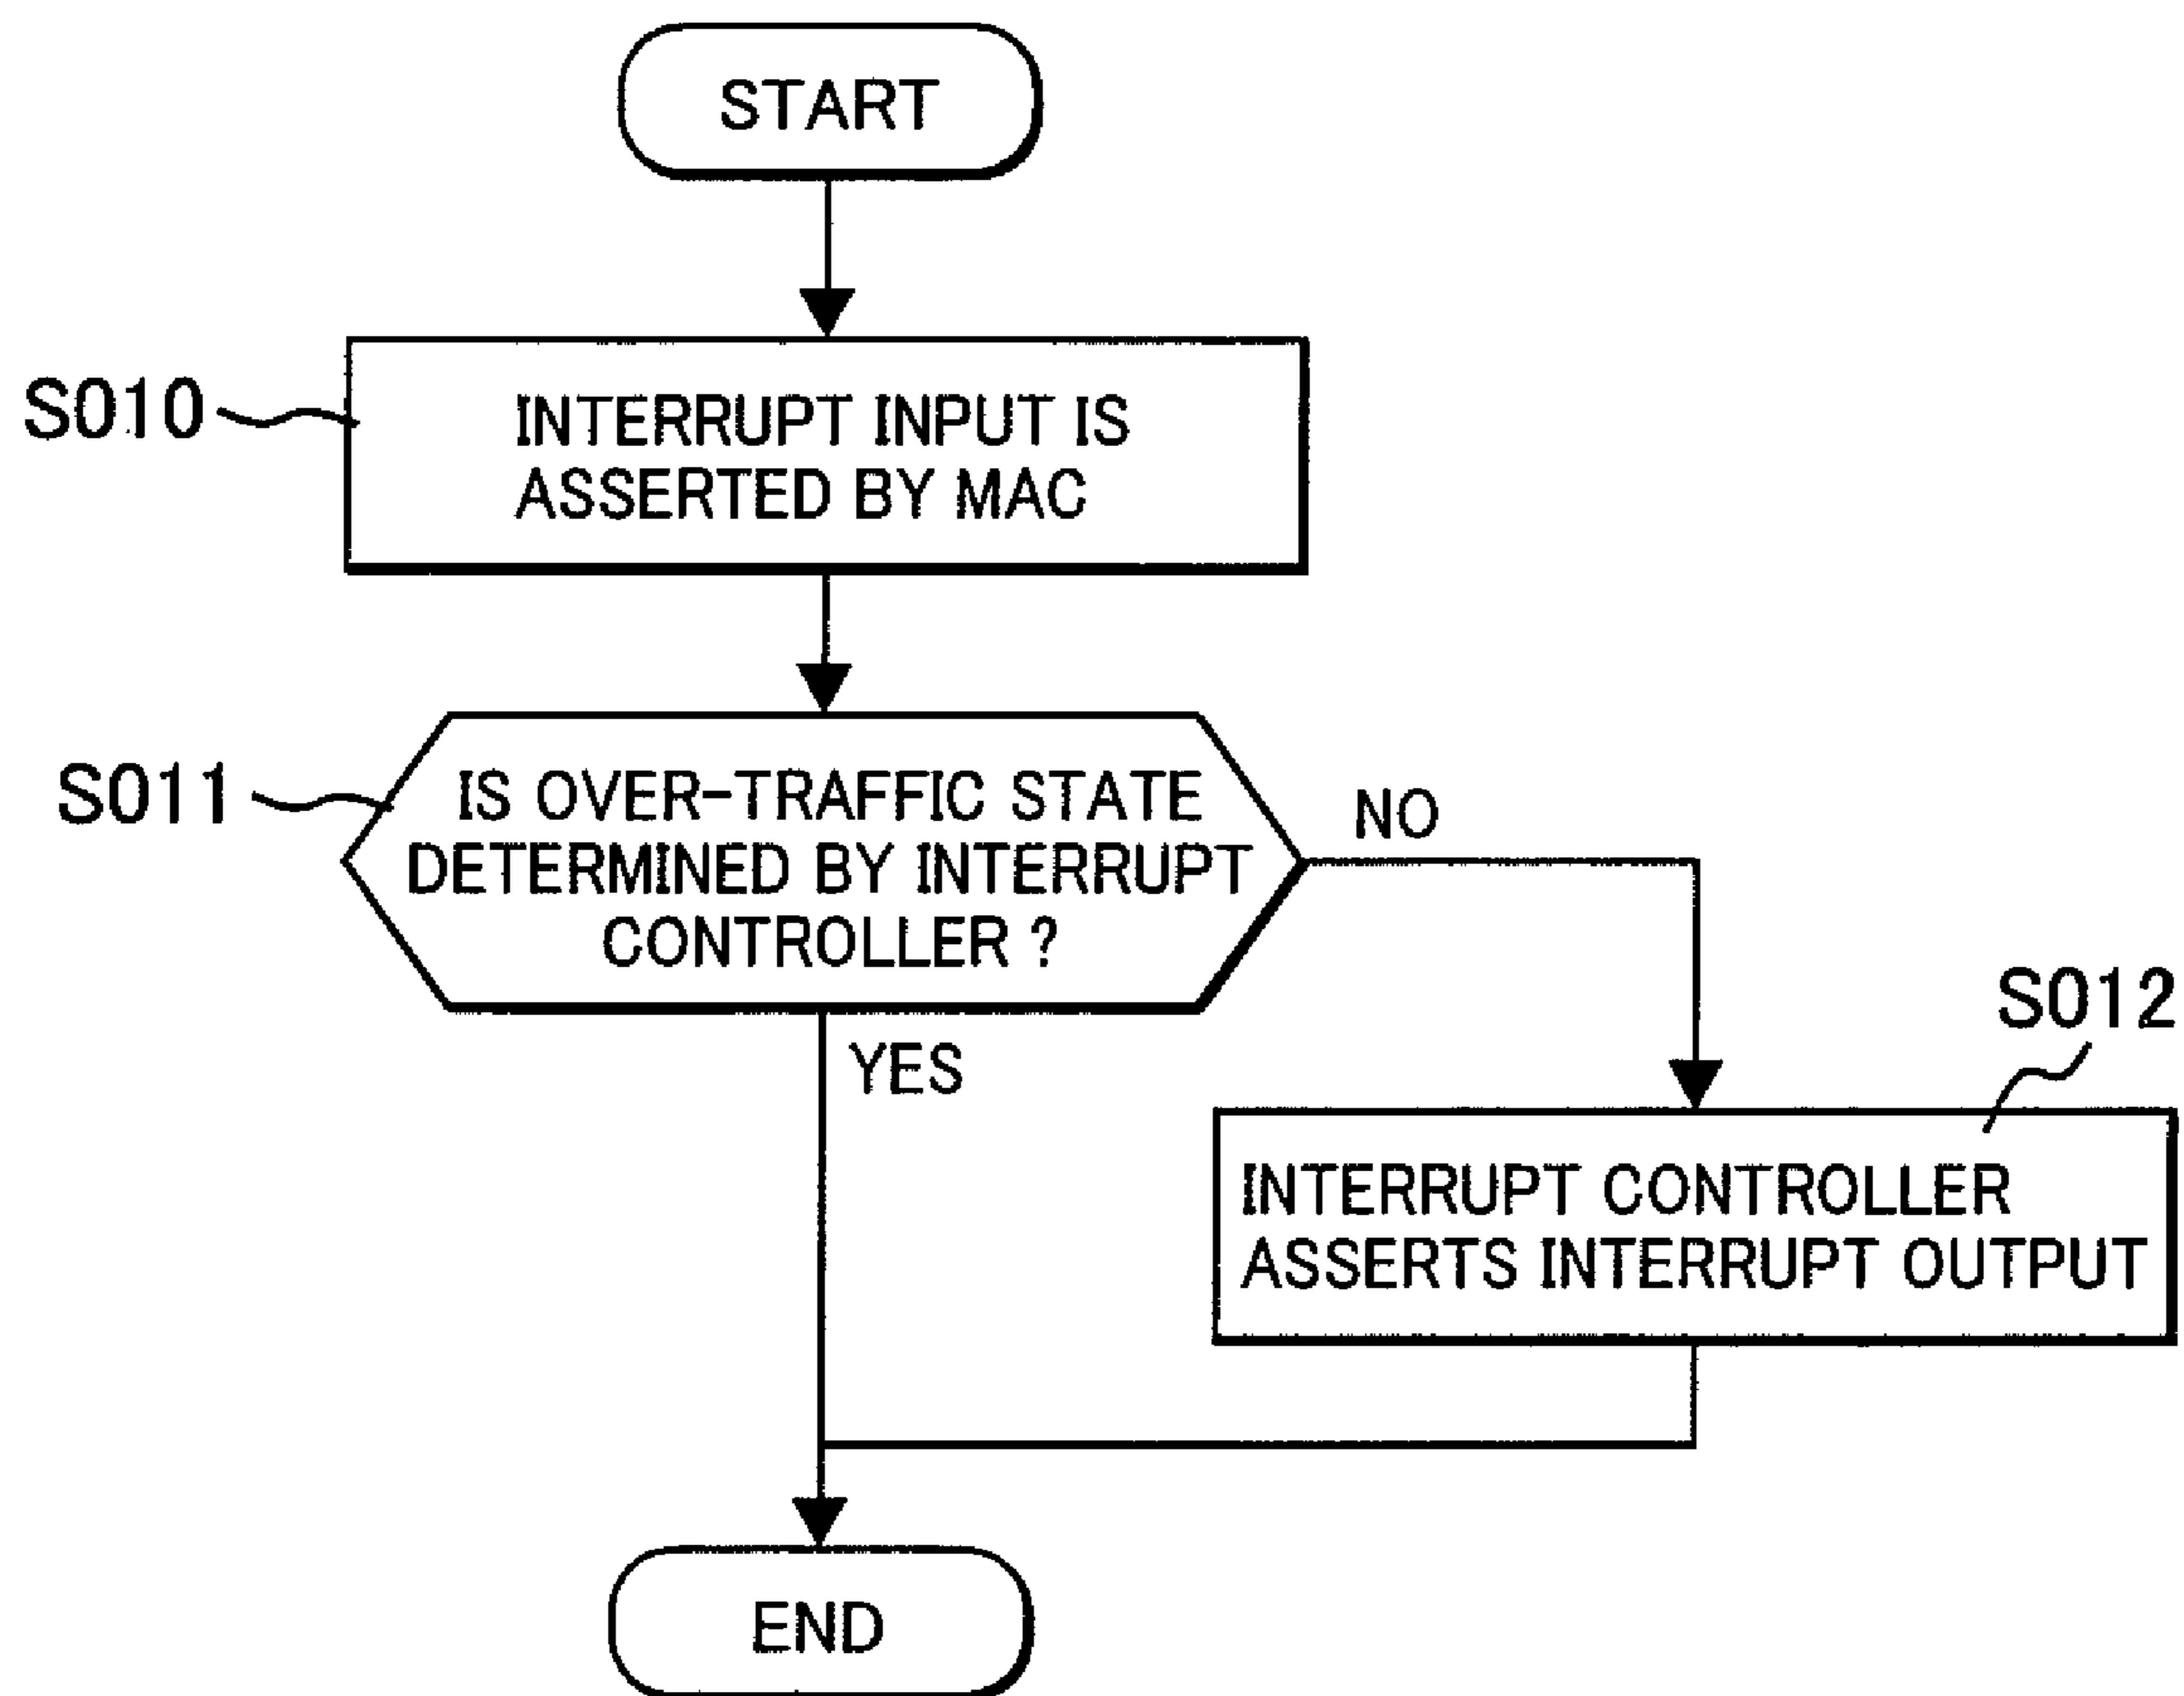 START
S010
INTERRUPT INPUT IS
ASSERTED BY MAC
S011
IS OVER-TRAFFIC STATE
DETERMINED BY INTERRUPT
CONTROLLER ?
NO
YES
S012
INTERRUPT CONTROLLER
ASSERTS INTERRUPT OUTPUT
END